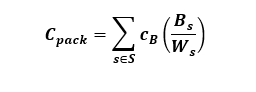 C_pack = ∑_{s∈S} c_B (B_s / W_s)